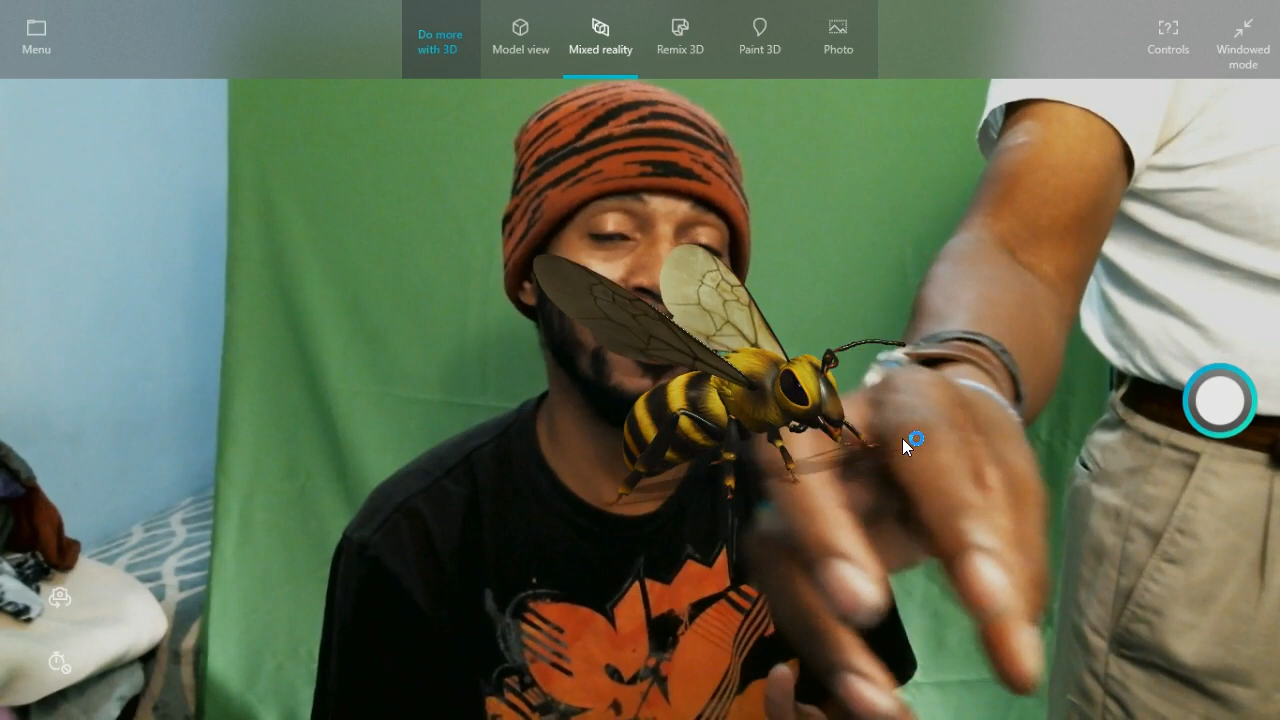 Menu
Do more
with 3D
Model view
Mixed reality
Remix 3D
Paint 3D
Photo
Controls
Windowed
mode